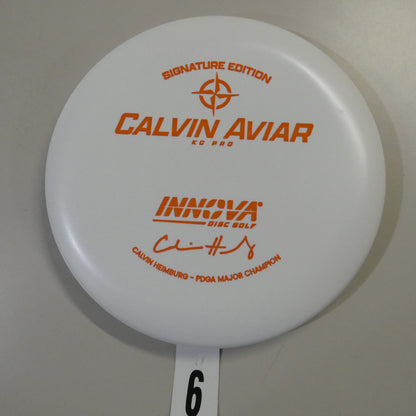 SIGNATURE EDITION
CALVIN AVIAR
KC PRO
INNOVA®
DISC GOLF
CALVIN HEIMBURG - PDGA MAJOR CHAMPION
6